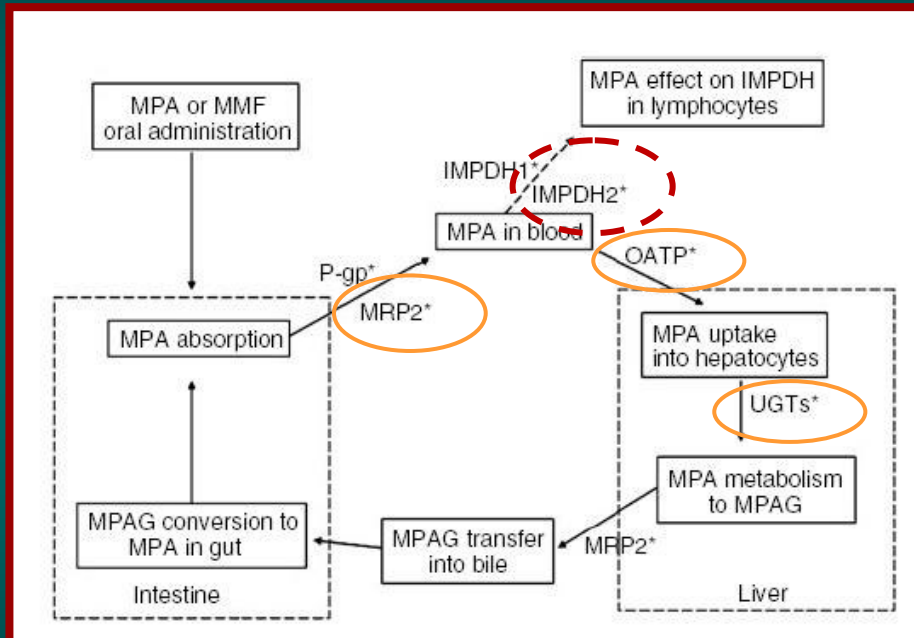 MPA or MMF
oral administration
MPA effect on IMPDH
in lymphocytes
IMPDH1*
IMPDH2*
MPA in blood
P-gp*
MRP2*
OATP*
MPA absorption
MPA uptake
into hepatocytes
UGTs*
MPA metabolism
to MPAG
MRP2*
MPAG transfer
into bile
MPAG conversion to
MPA in gut
Intestine
Liver